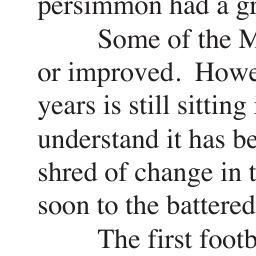 persimmon had a gr
Some of the M
or improved.  Howe
years is still sitting
understand it has be
shred of change in t
soon to the battered
The first footb